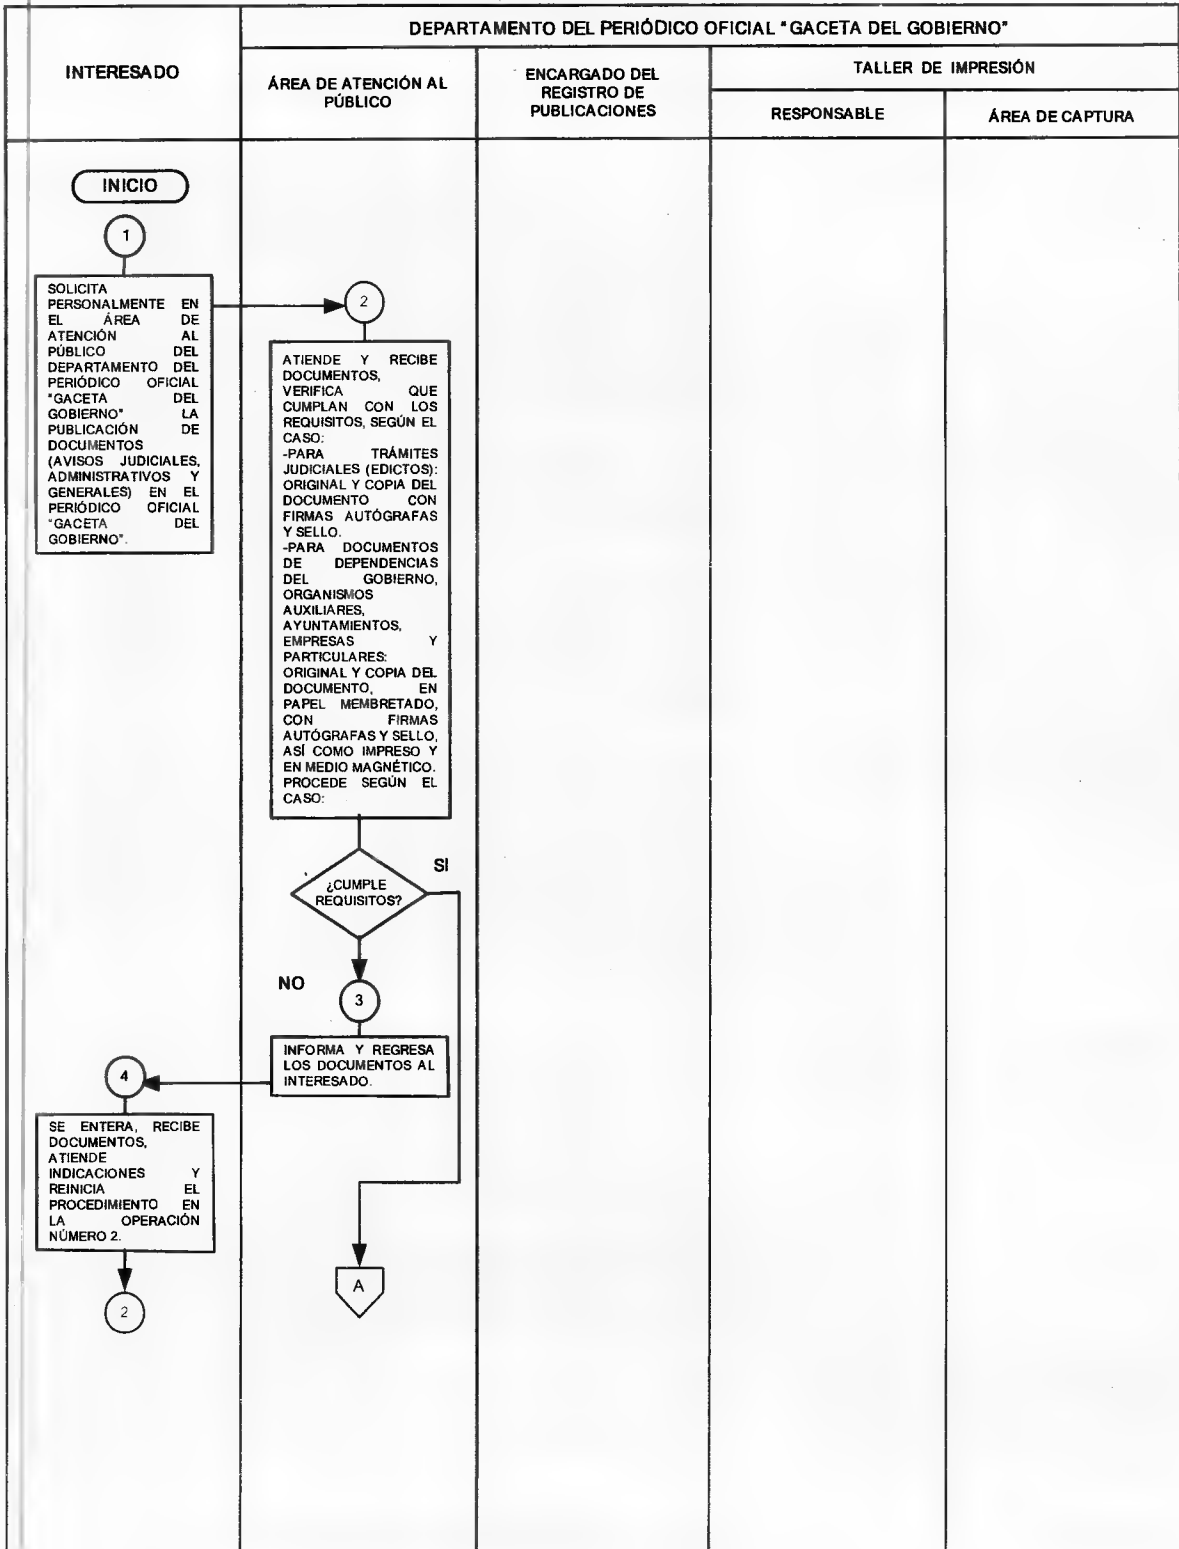 DEPARTAMENTO DEL PERIÓDICO OFICIAL "GACETA DEL GOBIERNO"
INTERESADO
ÁREA DE ATENCIÓN AL
PÚBLICO
ENCARGADO DEL
REGISTRO DE
PUBLICACIONES
TALLER DE IMPRESIÓN
RESPONSABLE
ÁREA DE CAPTURA
INICIO
1
SOLICITA
PERSONALMENTE EN
EL ÁREA DE
ATENCIÓN AL
PÚBLICO DEL
DEPARTAMENTO DEL
PERIÓDICO OFICIAL
"GACETA DEL
GOBIERNO" LA
PUBLICACIÓN DE
DOCUMENTOS
(AVISOS JUDICIALES,
ADMINISTRATIVOS Y
GENERALES) EN EL
PERIÓDICO OFICIAL
"GACETA DEL
GOBIERNO".
2
ATIENDE Y RECIBE
DOCUMENTOS,
VERIFICA QUE
CUMPLAN CON LOS
REQUISITOS, SEGÚN EL
CASO:
-PARA TRÁMITES
JUDICIALES (EDICTOS):
ORIGINAL Y COPIA DEL
DOCUMENTO CON
FIRMAS AUTÓGRAFAS
Y SELLO.
-PARA DOCUMENTOS
DE DEPENDENCIAS
DEL GOBIERNO,
ORGANISMOS
AUXILIARES,
AYUNTAMIENTOS,
EMPRESAS Y
PARTICULARES:
ORIGINAL Y COPIA DEL
DOCUMENTO, EN
PAPEL MEMBRETADO,
CON FIRMAS
AUTÓGRAFAS Y SELLO,
ASÍ COMO IMPRESO Y
EN MEDIO MAGNÉTICO.
PROCEDE SEGÚN EL
CASO:
¿CUMPLE
REQUISITOS?
SI
NO
3
INFORMA Y REGRESA
LOS DOCUMENTOS AL
INTERESADO.
4
SE ENTERA, RECIBE
DOCUMENTOS,
ATIENDE
INDICACIONES Y
REINICIA EL
PROCEDIMIENTO EN
LA OPERACIÓN
NÚMERO 2.
2
A